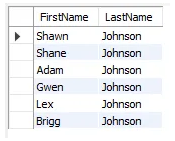 FirstName LastName
Shawn Johnson
Shane Johnson
Adam Johnson
Gwen Johnson
Lex Johnson
Brigg Johnson